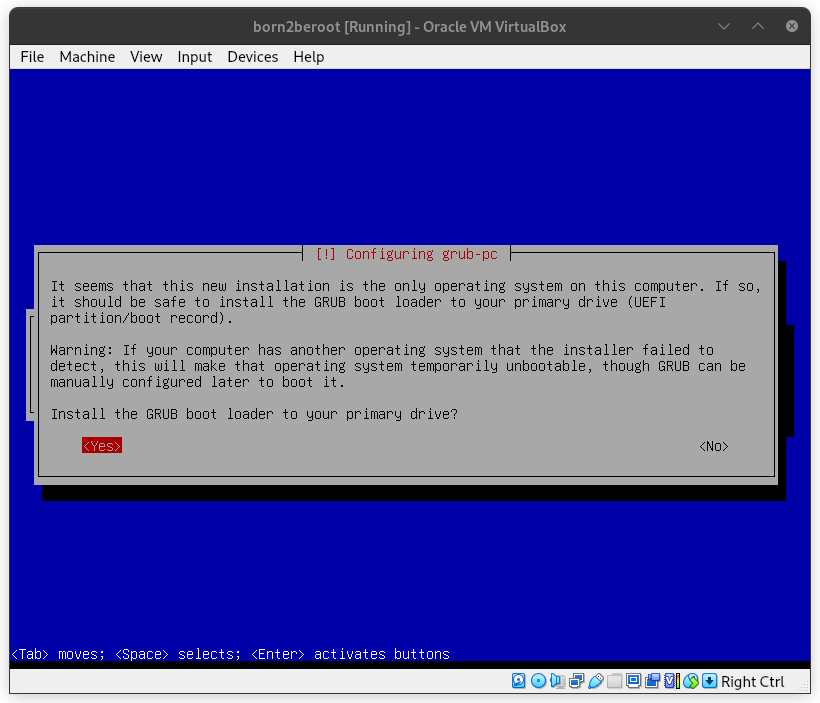 born2beroot [Running] - Oracle VM VirtualBox
File Machine View Input Devices Help
[!] Configuring grub-pc
It seems that this new installation is the only operating system on this computer. If so,
it should be safe to install the GRUB boot loader to your primary drive (UEFI
partition/boot record).
Warning: If your computer has another operating system that the installer failed to
detect, this will make that operating system temporarily unbootable, though GRUB can be
manually configured later to boot it.
Install the GRUB boot loader to your primary drive?
<Yes> <No>
<Tab> moves; <Space> selects; <Enter> activates buttons
Right Ctrl